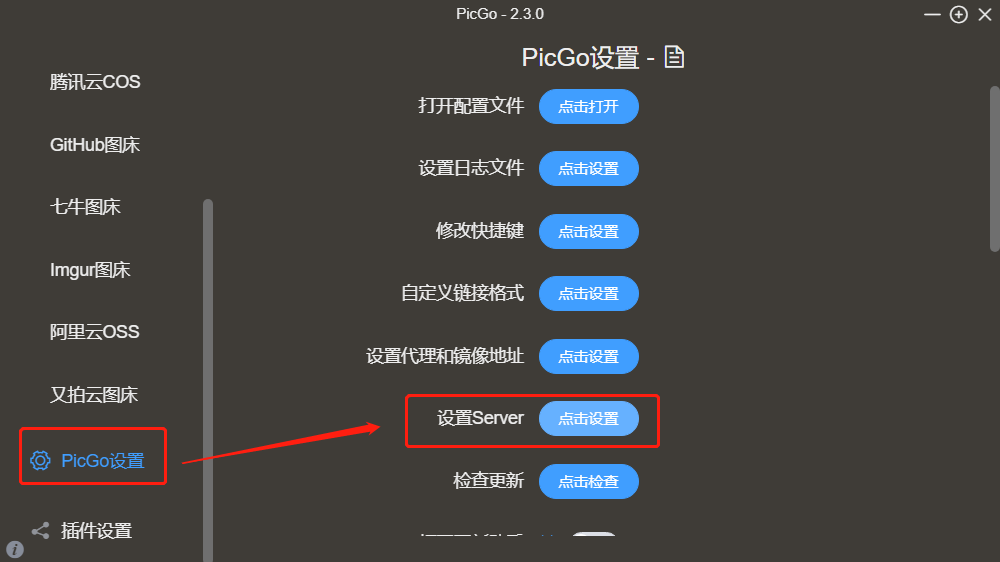 PicGo - 2.3.0
腾讯云COS
GitHub图床
七牛图床
Imgur图床
阿里云OSS
又拍云图床
PicGo设置
插件设置
PicGo设置 -
打开配置文件 点击打开
设置日志文件 点击设置
修改快捷键 点击设置
自定义链接格式 点击设置
设置代理和镜像地址 点击设置
设置Server 点击设置
检查更新 点击检查